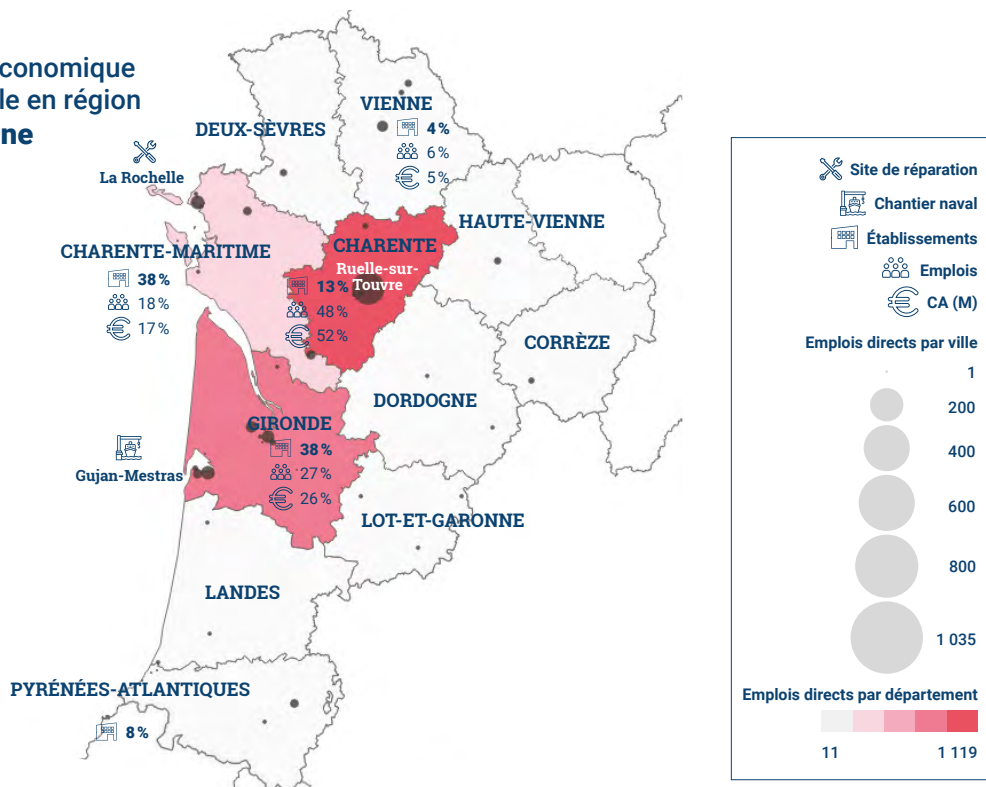 conomique
le en région
ne
VIENNE
4%
6%
5%
DEUX-SÈVRES
La Rochelle
HAUTE-VIENNE
CHARENTE-MARITIME
38%
18%
17%
CHARENTE
Ruelle-sur-
Touvre
13%
48%
52%
CORRÈZE
DORDOGNE
GIRONDE
38%
27%
26%
Gujan-Mestras
LOT-ET-GARONNE
LANDES
PYRÉNÉES-ATLANTIQUES
8%
Site de réparation
Chantier naval
Établissements
Emplois
CA (M)
Emplois directs par ville
1
200
400
600
800
1 035
Emplois directs par département
11
1 119